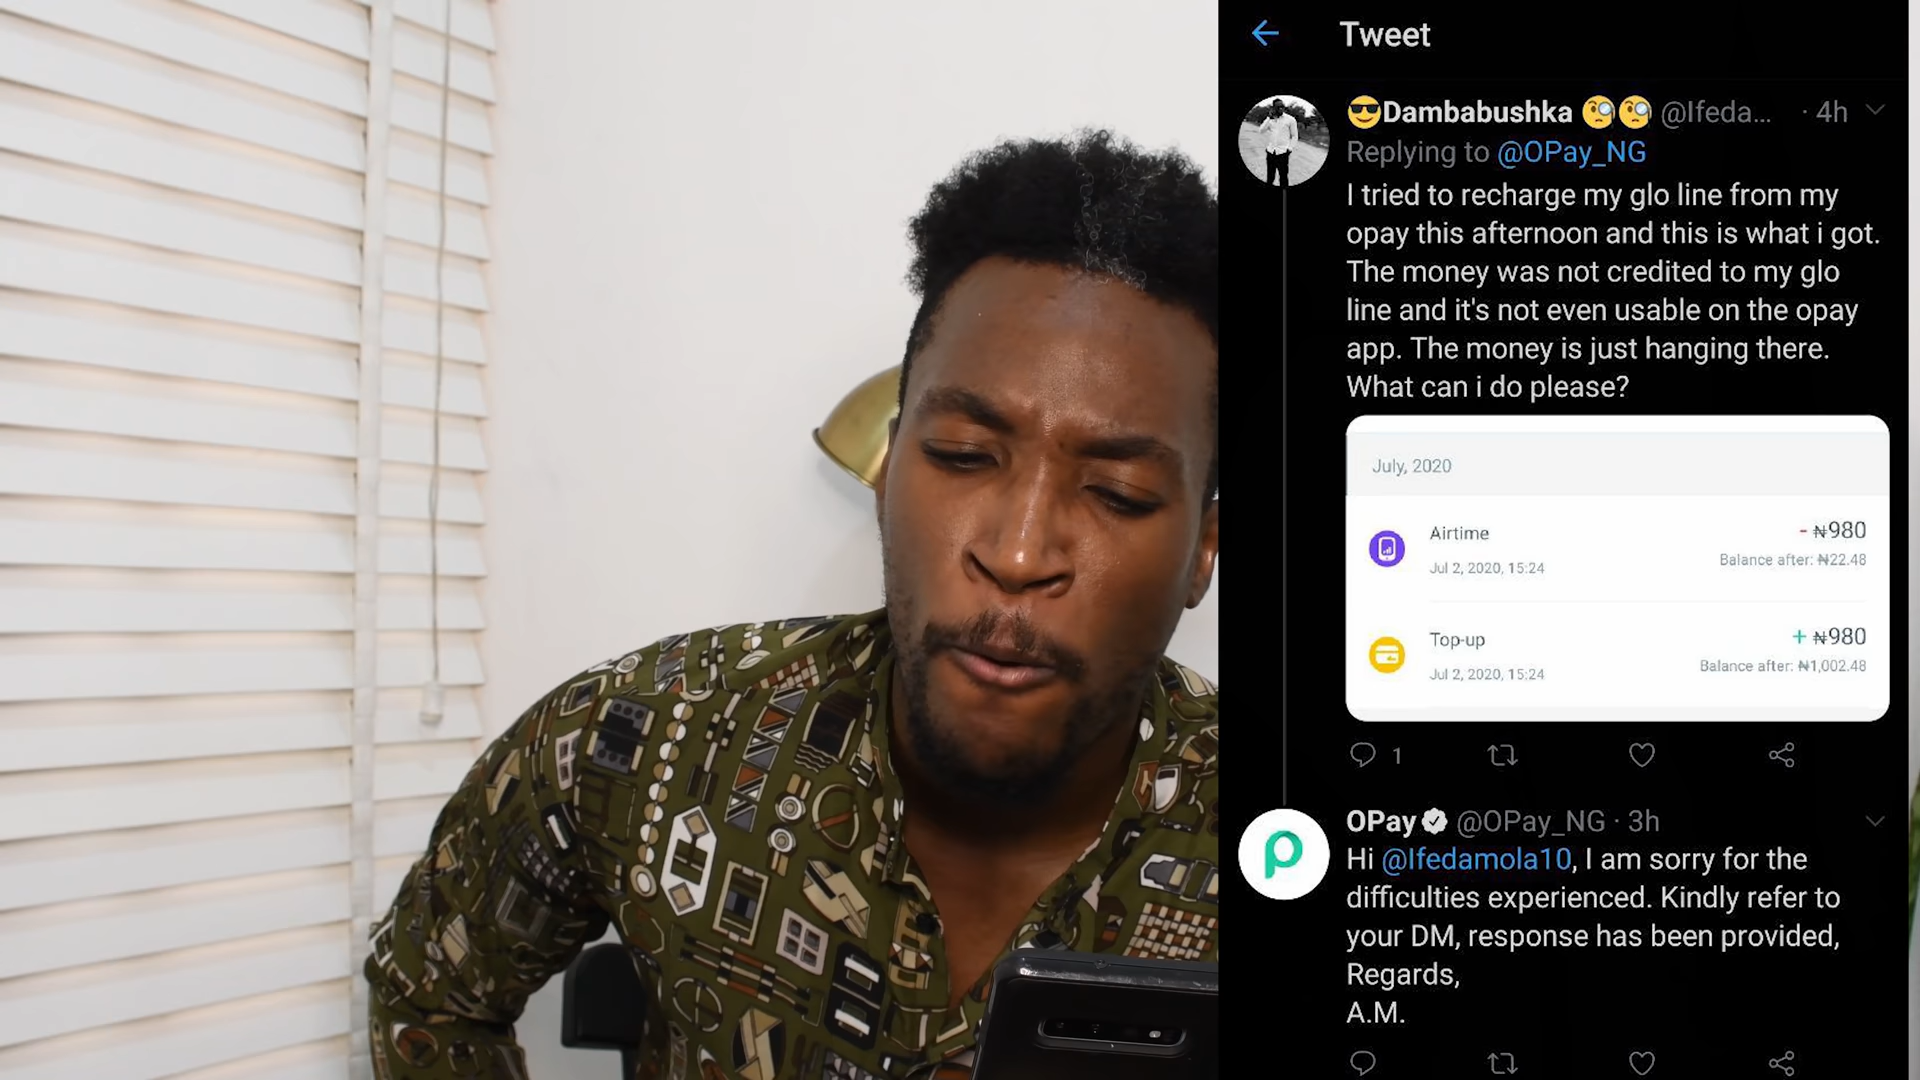 Tweet
😎Dambabushka 🧐🧐 @Ifeda... · 4h
Replying to @OPay_NG
I tried to recharge my glo line from my
opay this afternoon and this is what i got.
The money was not credited to my glo
line and it's not even usable on the opay
app. The money is just hanging there.
What can i do please?
July, 2020
Airtime - ₦980
Jul 2, 2020, 15:24 Balance after: ₦22.48
Top-up + ₦980
Jul 2, 2020, 15:24 Balance after: ₦1,002.48
1
OPay @OPay_NG · 3h
Hi @Ifedamola10, I am sorry for the
difficulties experienced. Kindly refer to
your DM, response has been provided,
Regards,
A.M.